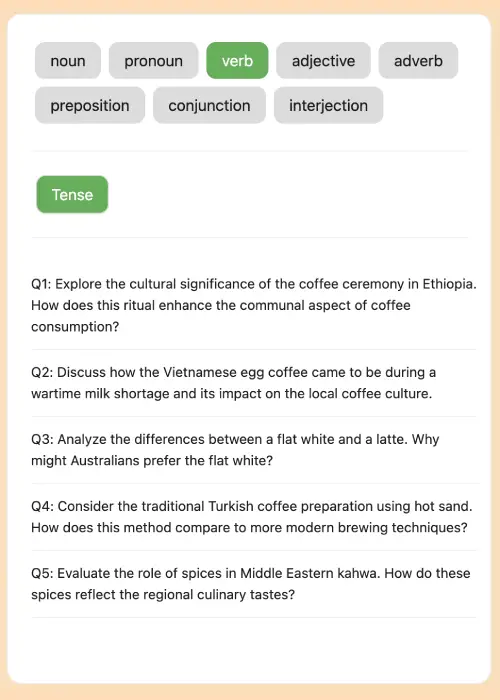 noun pronoun verb adjective adverb
preposition conjunction interjection
Tense
Q1: Explore the cultural significance of the coffee ceremony in Ethiopia.
How does this ritual enhance the communal aspect of coffee
consumption?
Q2: Discuss how the Vietnamese egg coffee came to be during a
wartime milk shortage and its impact on the local coffee culture.
Q3: Analyze the differences between a flat white and a latte. Why
might Australians prefer the flat white?
Q4: Consider the traditional Turkish coffee preparation using hot sand.
How does this method compare to more modern brewing techniques?
Q5: Evaluate the role of spices in Middle Eastern kahwa. How do these
spices reflect the regional culinary tastes?